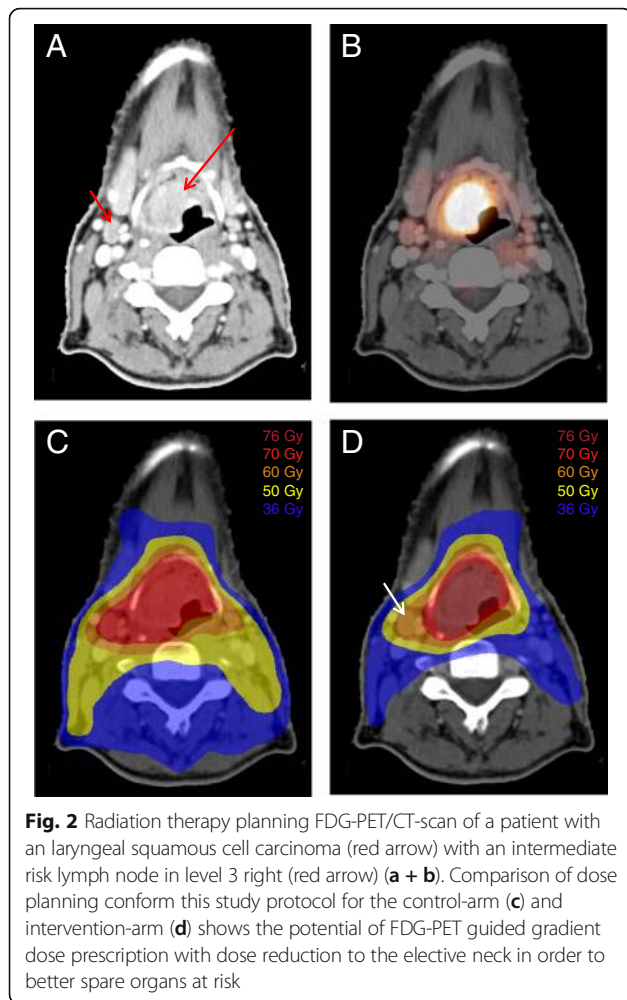 A
B
C
76 Gy
70 Gy
60 Gy
50 Gy
36 Gy
D
76 Gy
70 Gy
60 Gy
50 Gy
36 Gy
Fig. 2 Radiation therapy planning FDG-PET/CT-scan of a patient with
an laryngeal squamous cell carcinoma (red arrow) with an intermediate
risk lymph node in level 3 right (red arrow) (a + b). Comparison of dose
planning conform this study protocol for the control-arm (c) and
intervention-arm (d) shows the potential of FDG-PET guided gradient
dose prescription with dose reduction to the elective neck in order to
better spare organs at risk